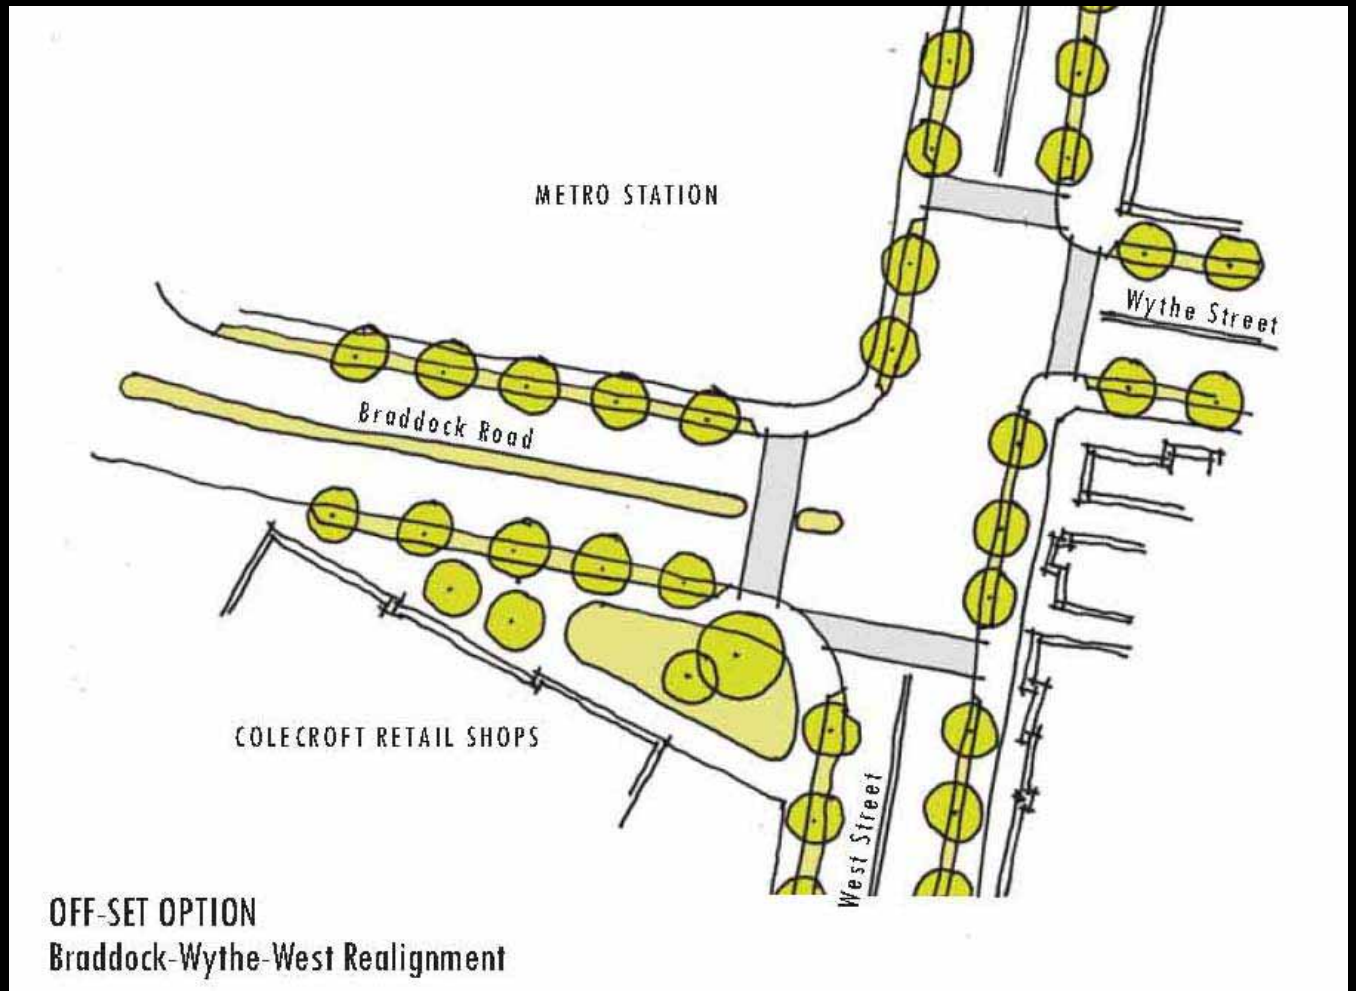 METRO STATION
Wythe Street
Braddock Road
COLECROFT RETAIL SHOPS
West Street
OFF-SET OPTION
Braddock-Wythe-West Realignment